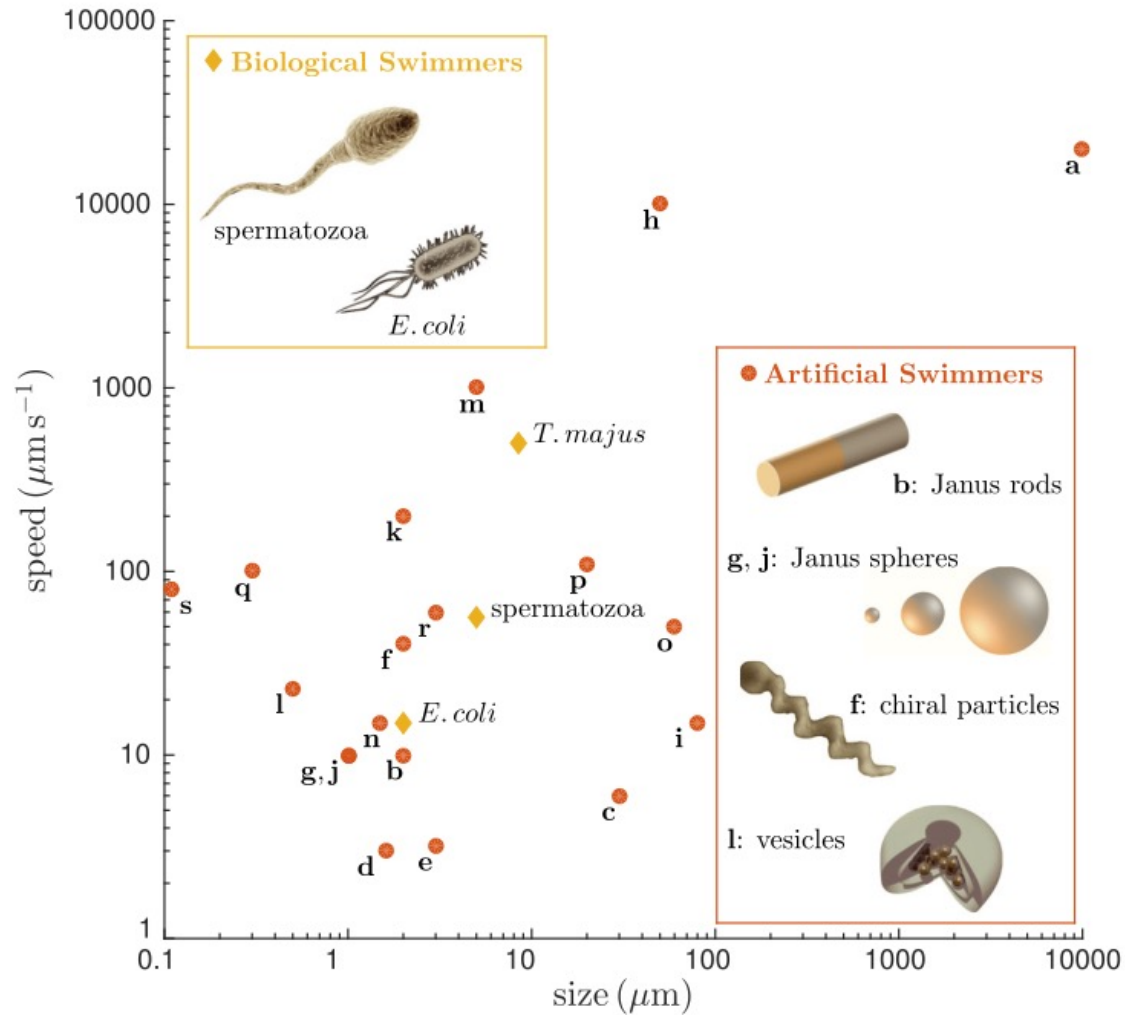 100000
10000
1000
100
10
1
speed (μm s⁻¹)
0.1
1
10
100
1000
10000
size (μm)
Biological Swimmers
spermatozoa
E. coli
a
h
m
T. majus
k
s
q
p
r
spermatozoa
o
f
l
E. coli
n
i
g, j
b
c
d
e
Artificial Swimmers
b: Janus rods
g, j: Janus spheres
f: chiral particles
l: vesicles